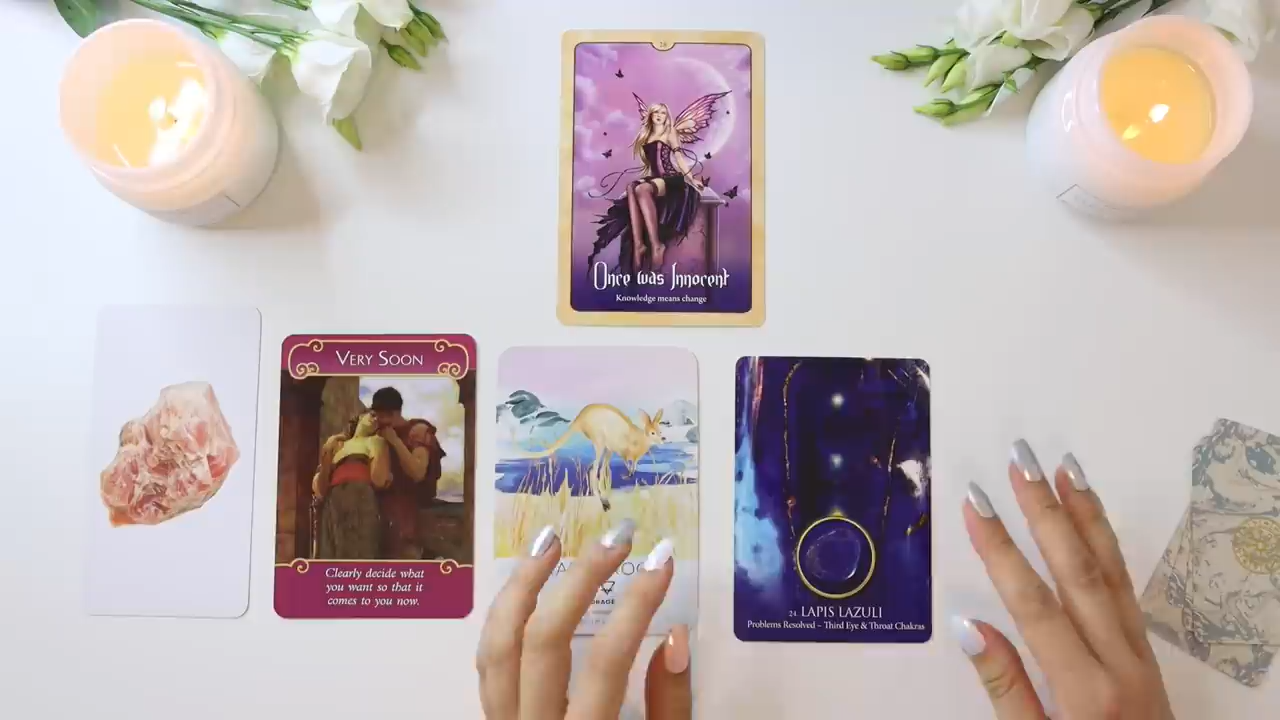 28
Once was Innocent
Knowledge means change
VERY SOON
Clearly decide what
you want so that it
comes to you now.
24. LAPIS LAZULI
Problems Resolved – Third Eye & Throat Chakras